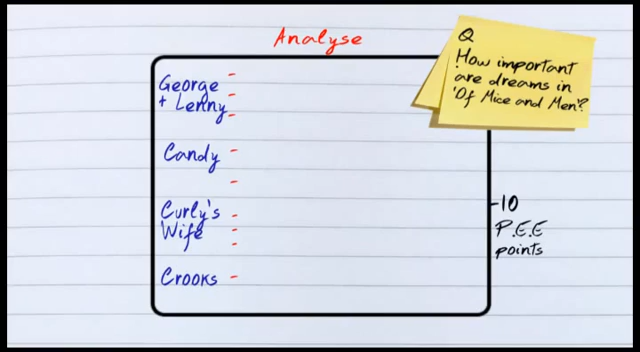 Analyse
Q
How important
are dreams in
'Of Mice and Men'?
George -
-
+ Lenny -
-
Candy -
-
Curly's -
Wife -
-
Crooks -
-10
P.E.E
points